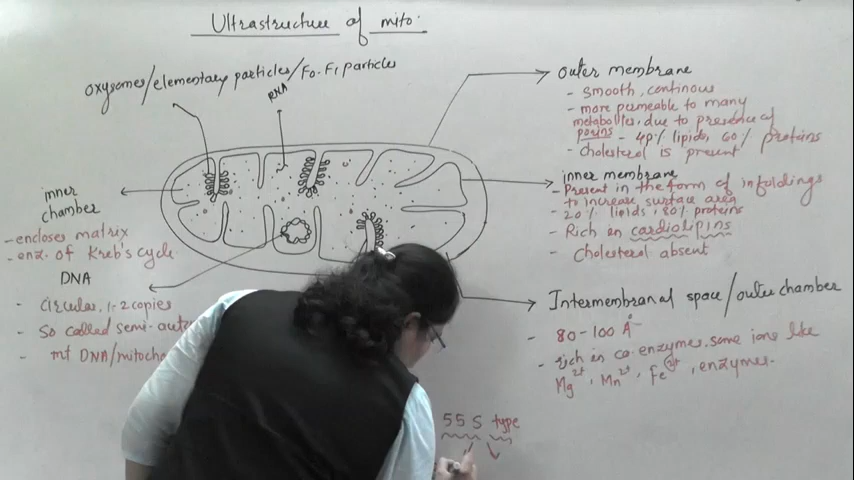 Ultrastructure of mito.
oxysomes/elementary particles/F0-F1 particles
RNA
outer membrane
- smooth, continous
- more permeable to many
metabolites, due to presence of
porins - 40% lipids, 60% proteins
- Cholesterol is present
inner membrane
- Present in the form of infoldings
to increase surface area
- 20% lipids, 80% proteins
- Rich in cardiolipins
- Cholesterol absent
Intermembranal space/outer chamber
- 80-100 Å
- rich in co.enzymes, some ions like
Mg2+, Mn2+, Fe2+, enzymes.
inner
chamber
- encloses matrix
- enz. of Kreb's cycle
DNA
- Circular, 1-2 copies
- So called semi-auto
- mt DNA/mitocho
55 S type